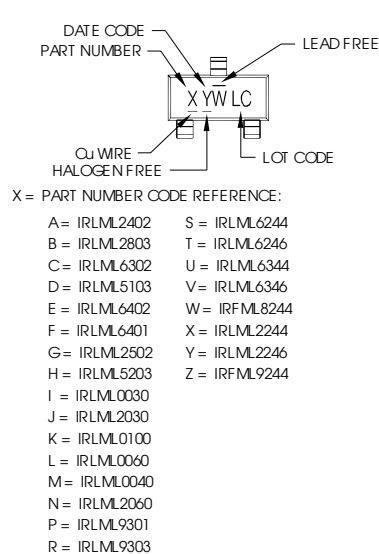 DATE CODE
PART NUMBER
LEAD FREE
X YW LC
Cu WIRE
HALOGEN FREE
LOT CODE
X = PART NUMBER CODE REFERENCE:
A = IRLML2402
B = IRLML2803
C = IRLML6302
D = IRLML5103
E = IRLML6402
F = IRLML6401
G = IRLML2502
H = IRLML5203
I = IRLML0030
J = IRLML2030
K = IRLML0100
L = IRLML0060
M = IRLML0040
N = IRLML2060
P = IRLML9301
R = IRLML9303
S = IRLML6244
T = IRLML6246
U = IRLML6344
V = IRLML6346
W = IRFML8244
X = IRLML2244
Y = IRLML2246
Z = IRFML9244